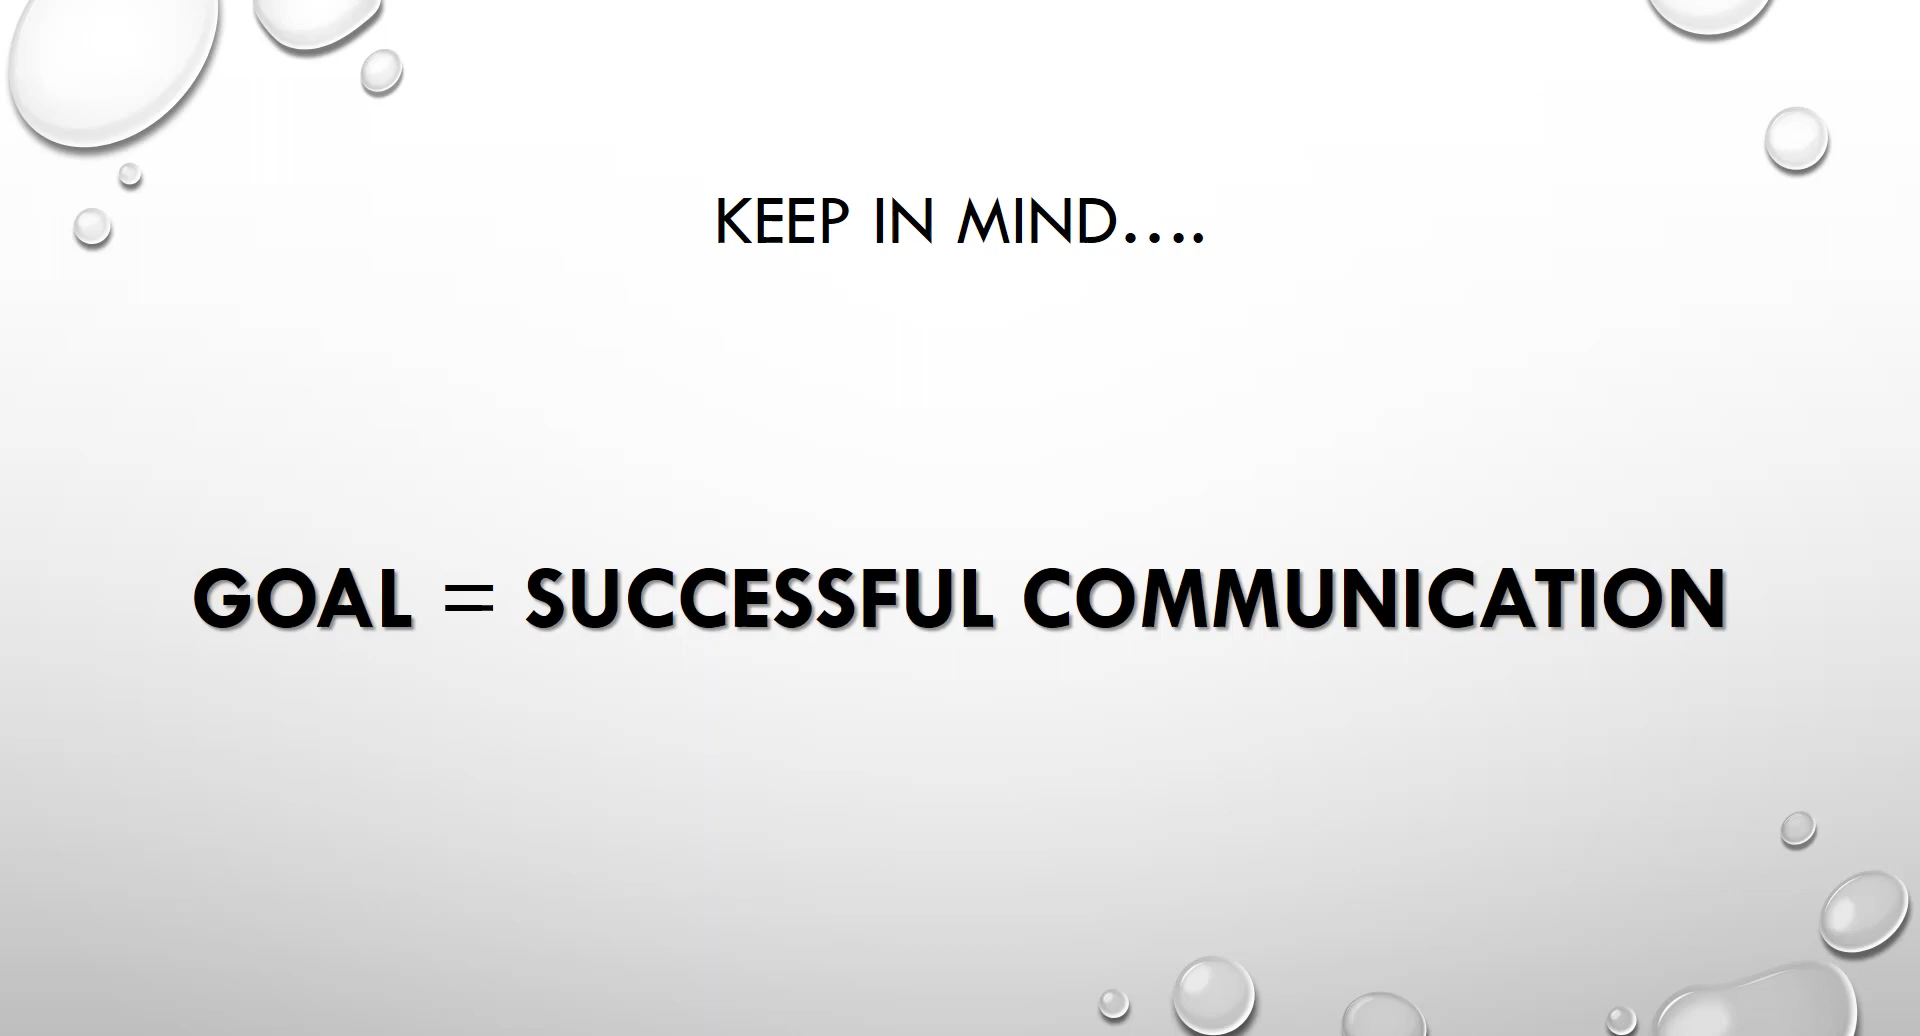 KEEP IN MIND....
GOAL = SUCCESSFUL COMMUNICATION